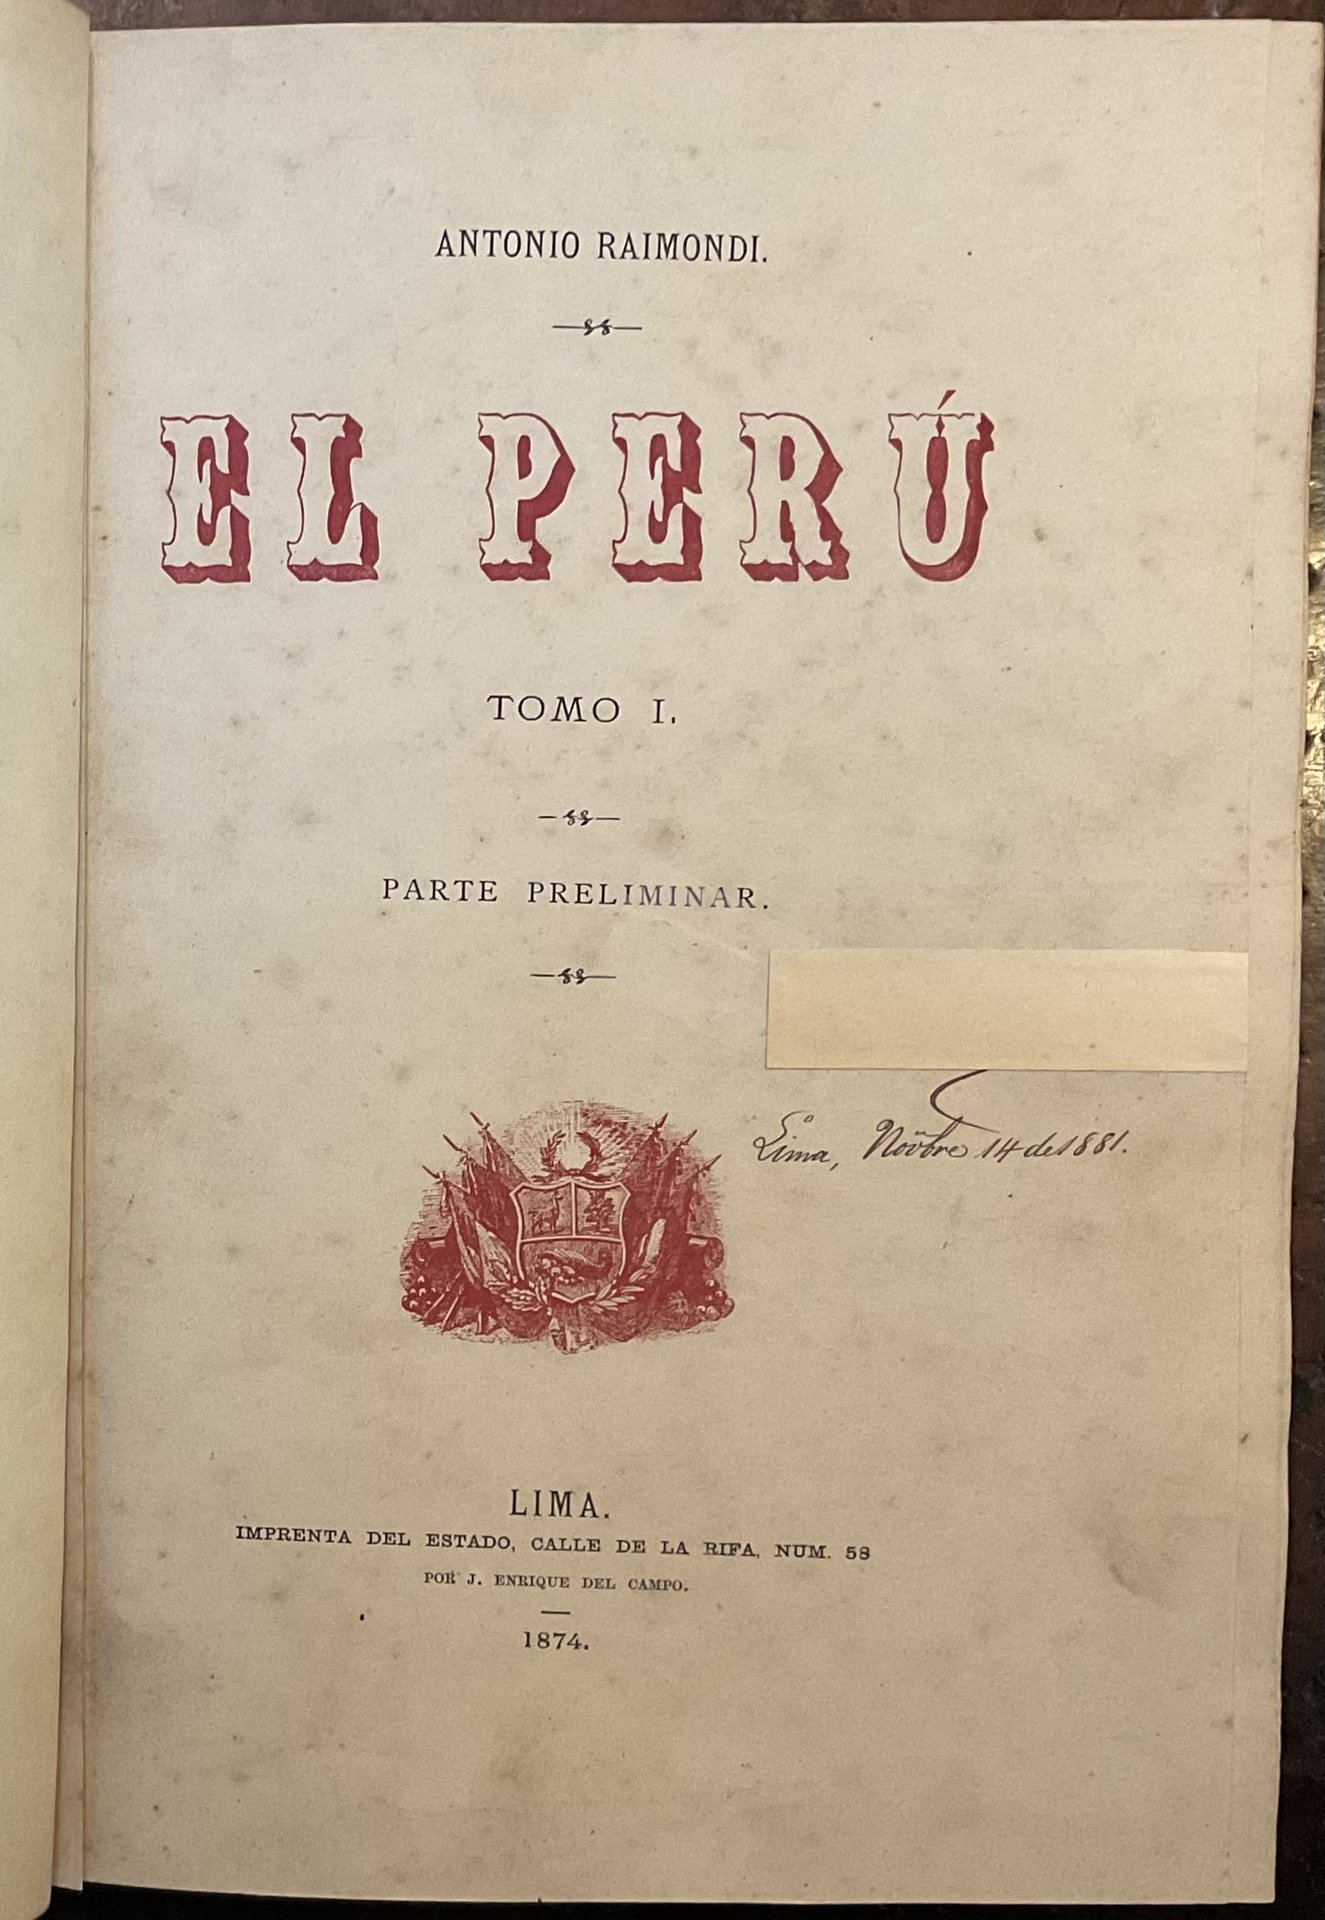 ANTONIO RAIMONDI.
EL PERÚ
TOMO I.
PARTE PRELIMINAR.
Lima, Novbre 14 de 1881.
LIMA.
IMPRENTA DEL ESTADO, CALLE DE LA RIFA, NUM. 58
POR J. ENRIQUE DEL CAMPO.
1874.